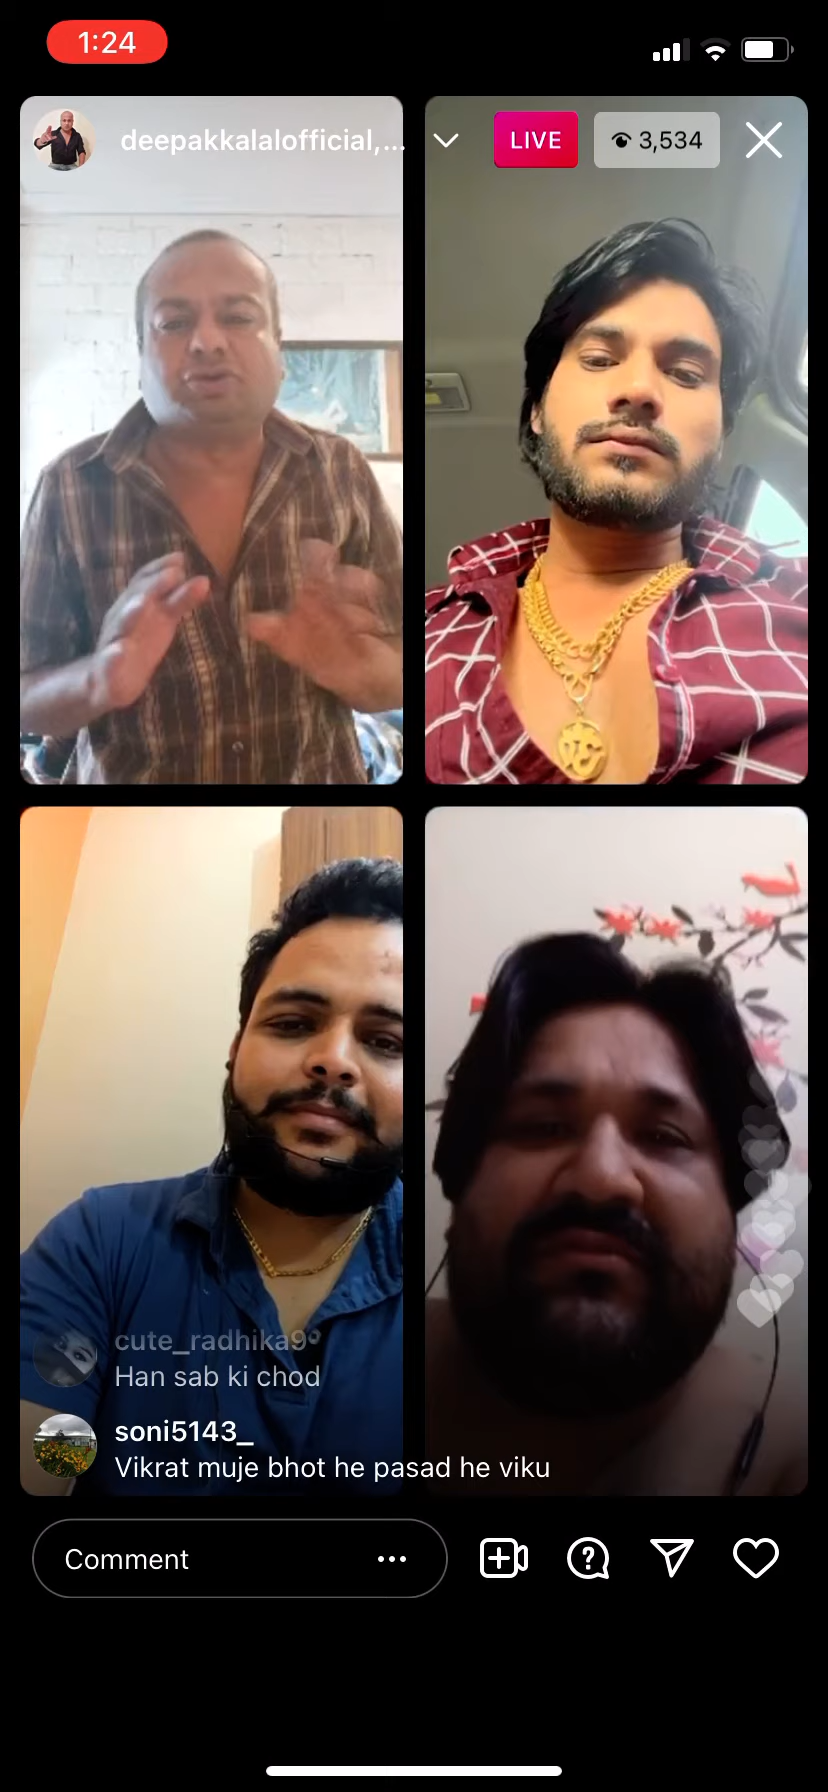 1:24
deepakkalalofficial,...
LIVE
3,534
cute_radhika9
Han sab ki chod
soni5143_
Vikrat muje bhot he pasad he viku
Comment